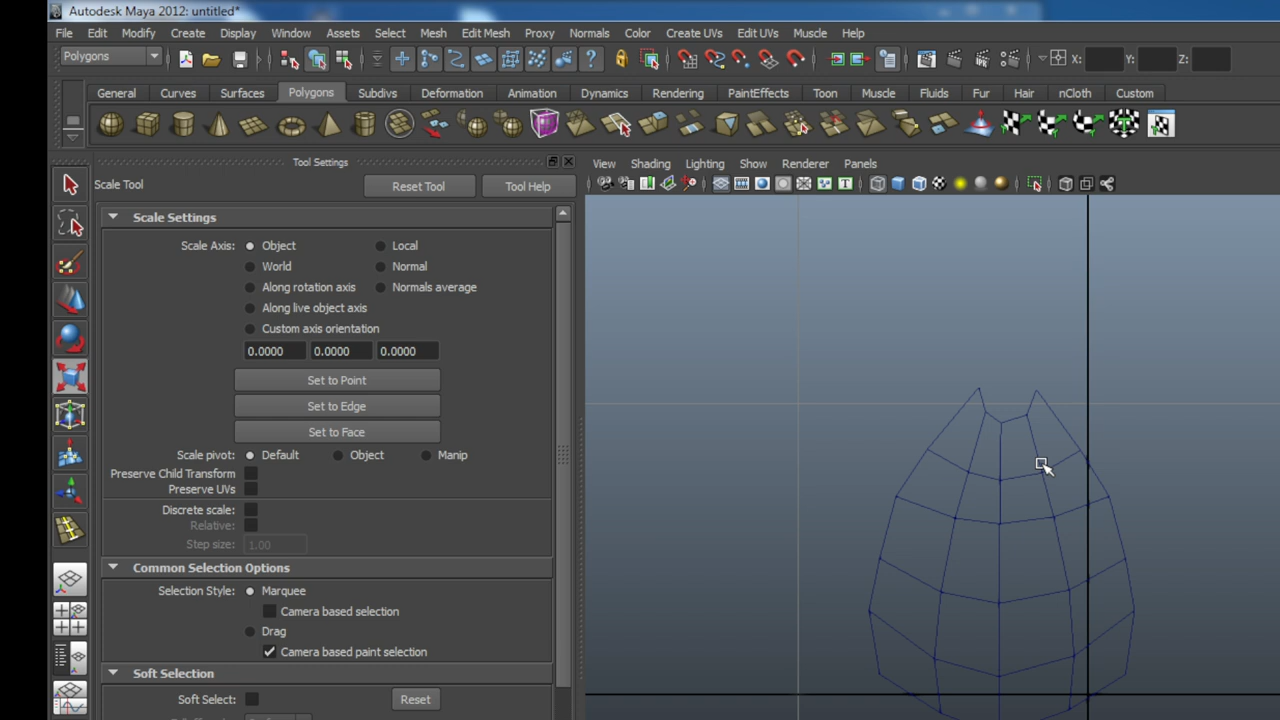 Autodesk Maya 2012: untitled*
File Edit Modify Create Display Window Assets Select Mesh Edit Mesh Proxy Normals Color Create UVs Edit UVs Muscle Help
Polygons X: Y: Z:
General Curves Surfaces Polygons Subdivs Deformation Animation Dynamics Rendering PaintEffects Toon Muscle Fluids Fur Hair nCloth Custom
Tool Settings
View Shading Lighting Show Renderer Panels
Scale Tool Reset Tool Tool Help
Scale Settings
Scale Axis: Object Local
World Normal
Along rotation axis Normals average
Along live object axis
Custom axis orientation
0.0000 0.0000 0.0000
Set to Point
Set to Edge
Set to Face
Scale pivot: Default Object Manip
Preserve Child Transform
Preserve UVs
Discrete scale:
Relative:
Step size: 1.00
Common Selection Options
Selection Style: Marquee
Camera based selection
Drag
Camera based paint selection
Soft Selection
Soft Select: Reset